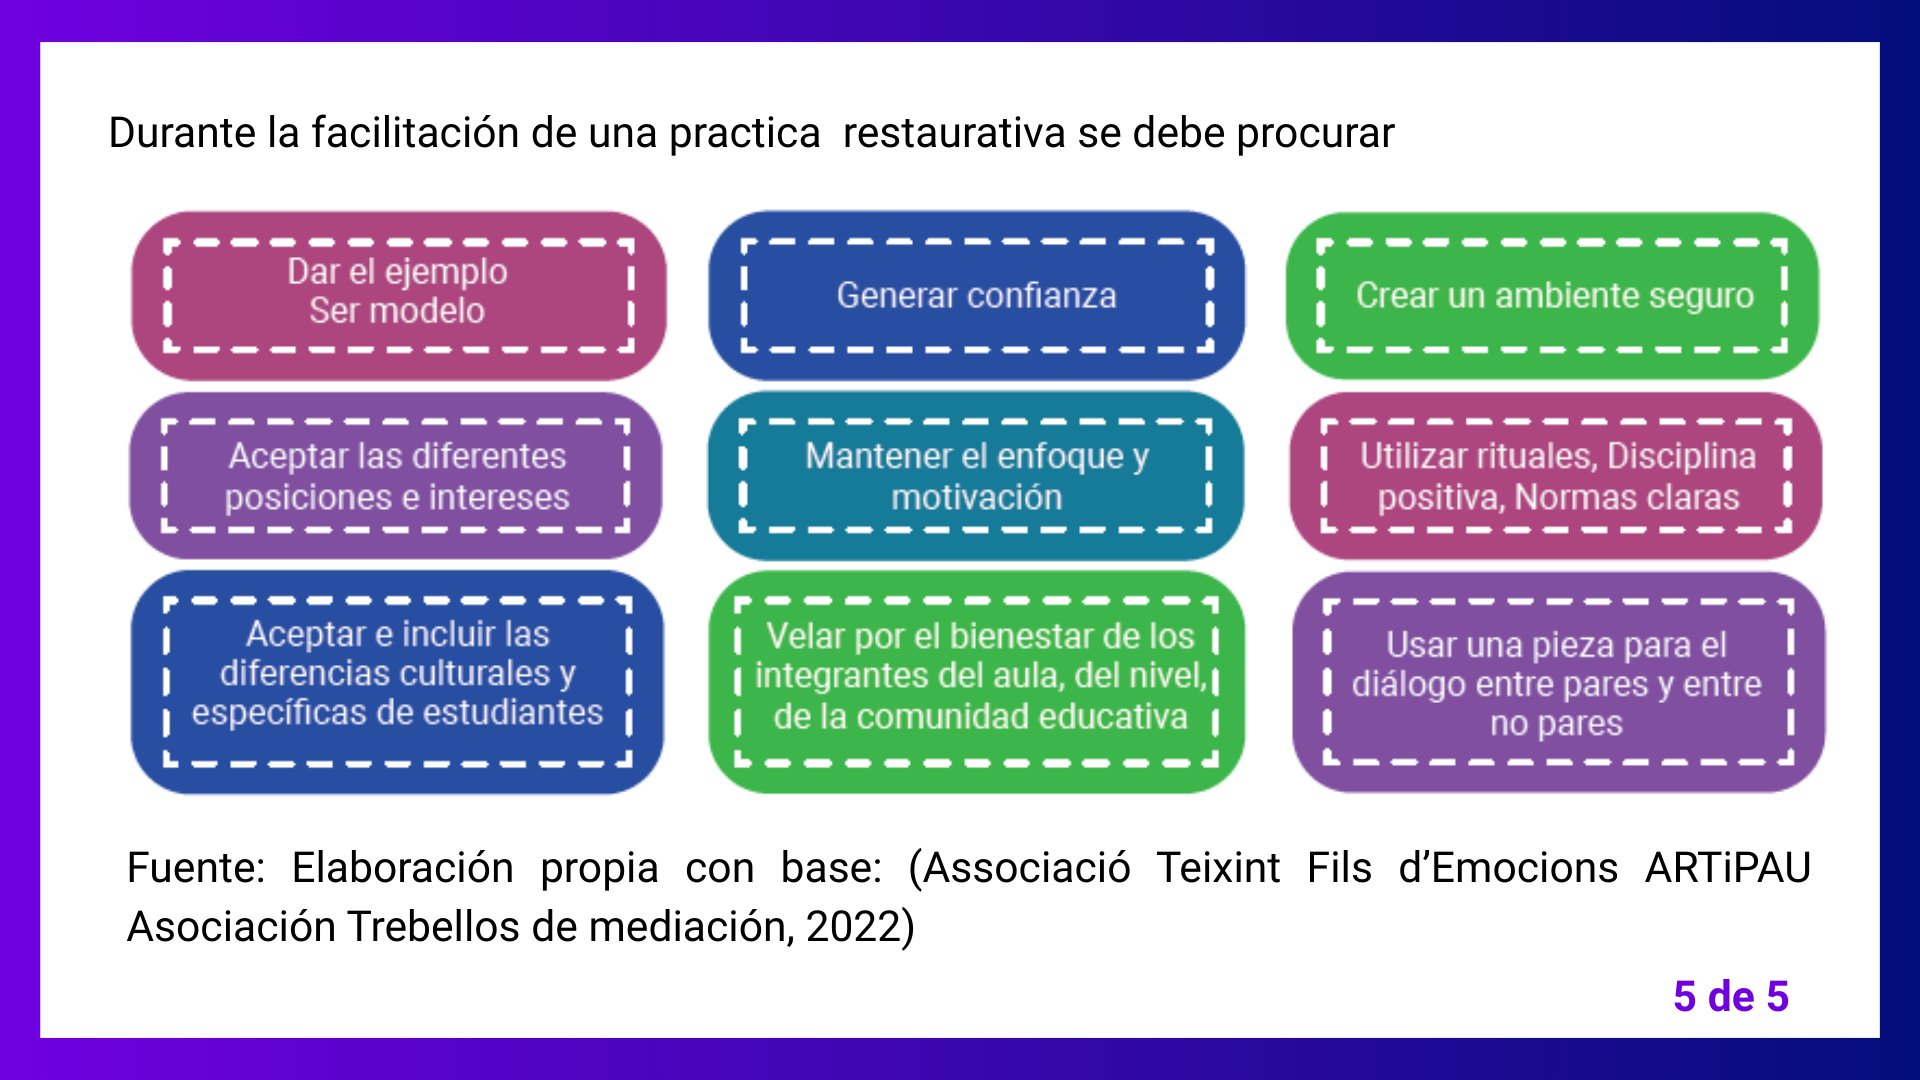 Durante la facilitación de una practica  restaurativa se debe procurar
Dar el ejemplo
Ser modelo
Generar confianza
Crear un ambiente seguro
Aceptar las diferentes
posiciones e intereses
Mantener el enfoque y
motivación
Utilizar rituales, Disciplina
positiva, Normas claras
Aceptar e incluir las
diferencias culturales y
específicas de estudiantes
Velar por el bienestar de los
integrantes del aula, del nivel,
de la comunidad educativa
Usar una pieza para el
diálogo entre pares y entre
no pares
Fuente: Elaboración propia con base: (Associació Teixint Fils d’Emocions ARTiPAU
Asociación Trebellos de mediación, 2022)
5 de 5